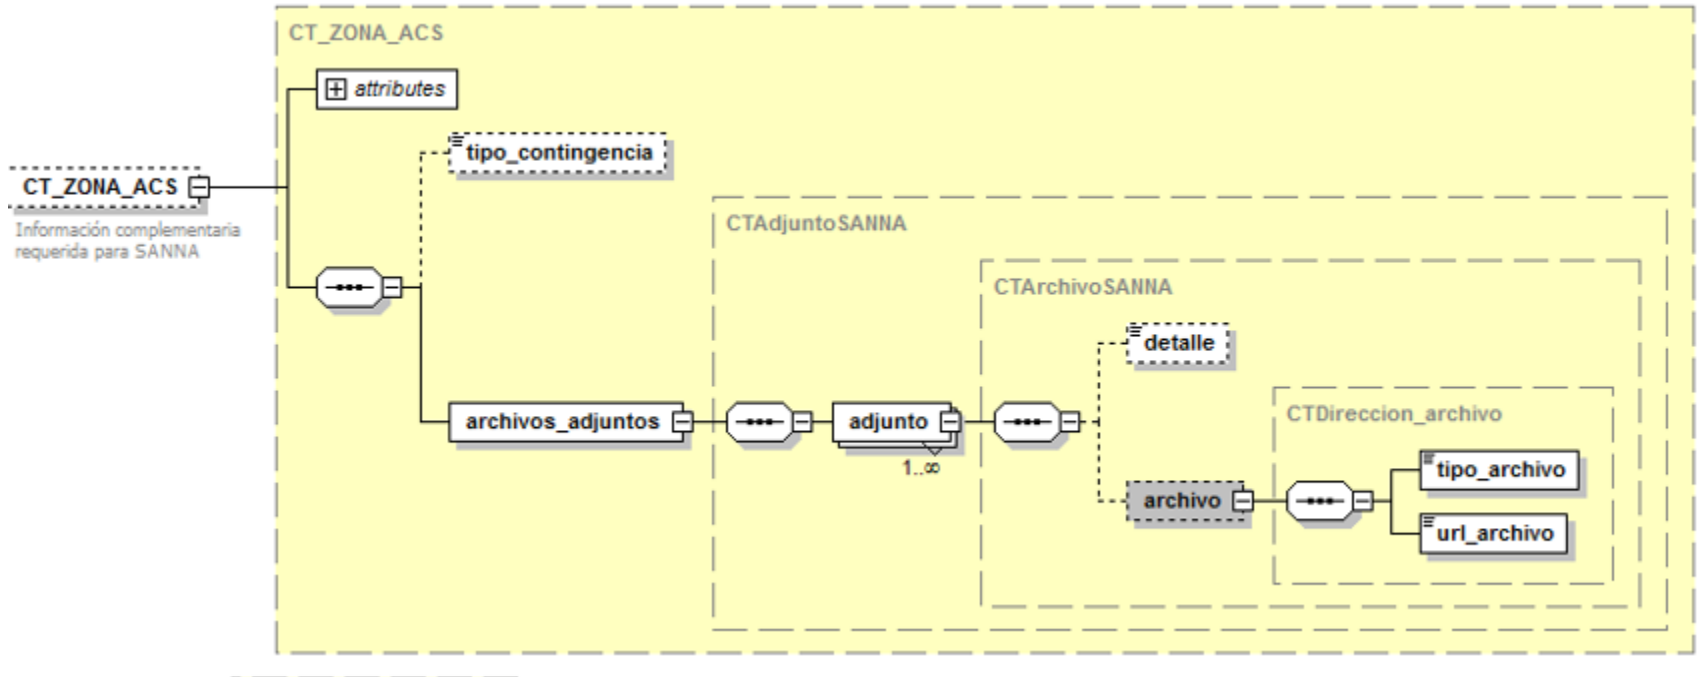 CT_ZONA_ACS
attributes
tipo_contingencia
CT_ZONA_ACS
Información complementaria
requerida para SANNA
CTAdjuntoSANNA
CTArchivoSANNA
detalle
archivos_adjuntos
adjunto
1..∞
CTDireccion_archivo
tipo_archivo
archivo
url_archivo